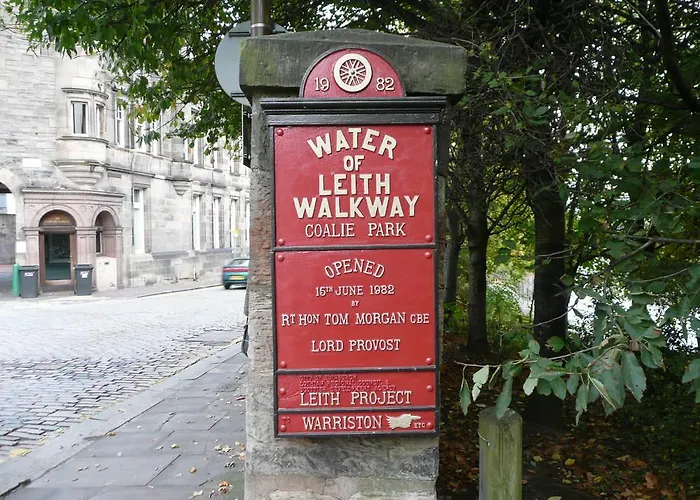 19 82
WATER
OF
LEITH
WALKWAY
COALIE PARK
OPENED
15TH JUNE 1982
BY
RT HON TOM MORGAN CBE
LORD PROVOST
LEITH PROJECT
WARRISTON ETC